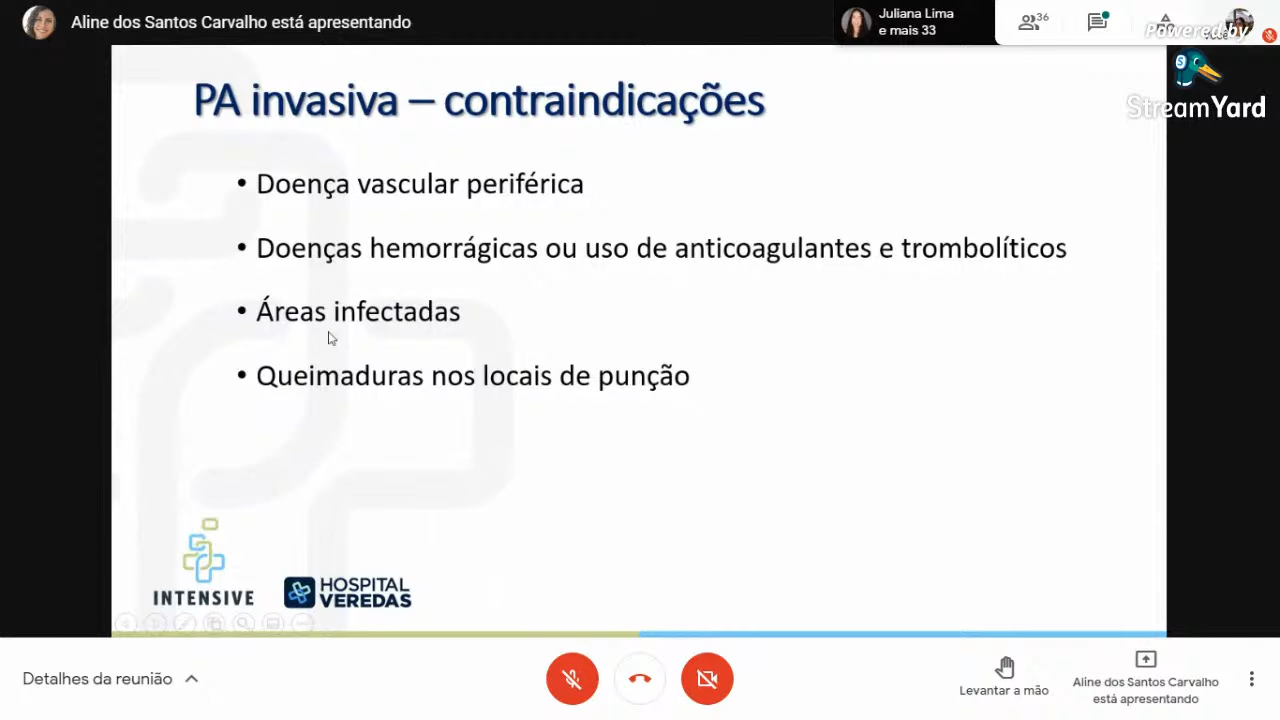 Aline dos Santos Carvalho está apresentando
Juliana Lima
e mais 33
36
Powered by
StreamYard
PA invasiva – contraindicações
• Doença vascular periférica
• Doenças hemorrágicas ou uso de anticoagulantes e trombolíticos
• Áreas infectadas
• Queimaduras nos locais de punção
INTENSIVE
HOSPITAL
VEREDAS
Detalhes da reunião
Levantar a mão
Aline dos Santos Carvalho
está apresentando